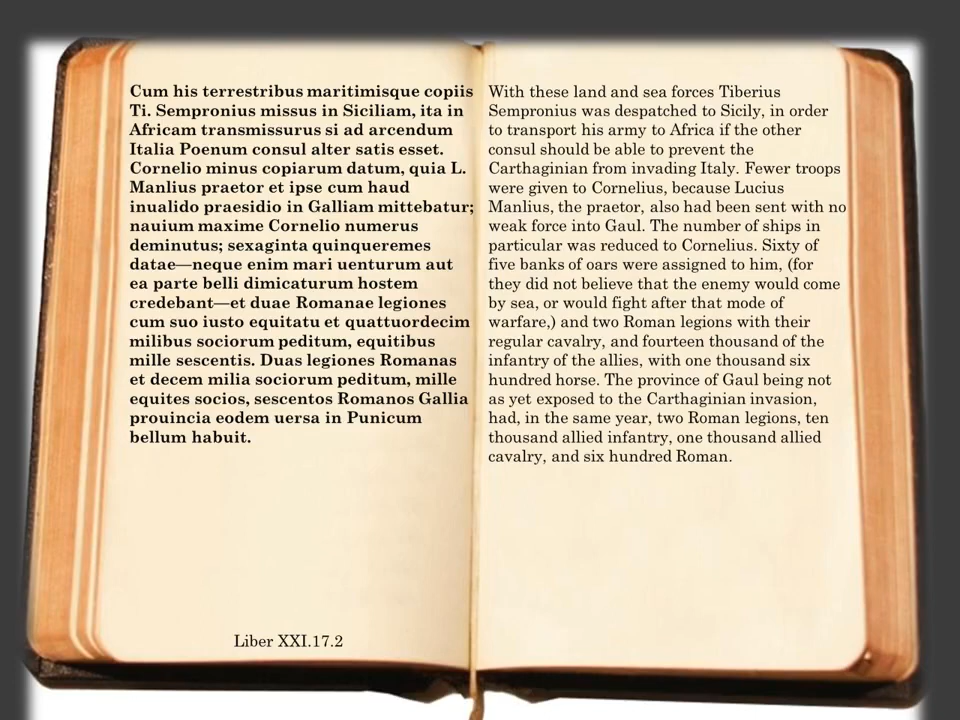 Cum his terrestribus maritimisque copiis
Ti. Sempronius missus in Siciliam, ita in
Africam transmissurus si ad arcendum
Italia Poenum consul alter satis esset.
Cornelio minus copiarum datum, quia L.
Manlius praetor et ipse cum haud
inualido praesidio in Galliam mittebatur;
nauium maxime Cornelio numerus
deminutus; sexaginta quinqueremes
datae—neque enim mari uenturum aut
ea parte belli dimicaturum hostem
credebant—et duae Romanae legiones
cum suo iusto equitatu et quattuordecim
milibus sociorum peditum, equitibus
mille sescentis. Duas legiones Romanas
et decem milia sociorum peditum, mille
equites socios, sescentos Romanos Gallia
prouincia eodem uersa in Punicum
bellum habuit.
Liber XXI.17.2
With these land and sea forces Tiberius
Sempronius was despatched to Sicily, in order
to transport his army to Africa if the other
consul should be able to prevent the
Carthaginian from invading Italy. Fewer troops
were given to Cornelius, because Lucius
Manlius, the praetor, also had been sent with no
weak force into Gaul. The number of ships in
particular was reduced to Cornelius. Sixty of
five banks of oars were assigned to him, (for
they did not believe that the enemy would come
by sea, or would fight after that mode of
warfare,) and two Roman legions with their
regular cavalry, and fourteen thousand of the
infantry of the allies, with one thousand six
hundred horse. The province of Gaul being not
as yet exposed to the Carthaginian invasion,
had, in the same year, two Roman legions, ten
thousand allied infantry, one thousand allied
cavalry, and six hundred Roman.